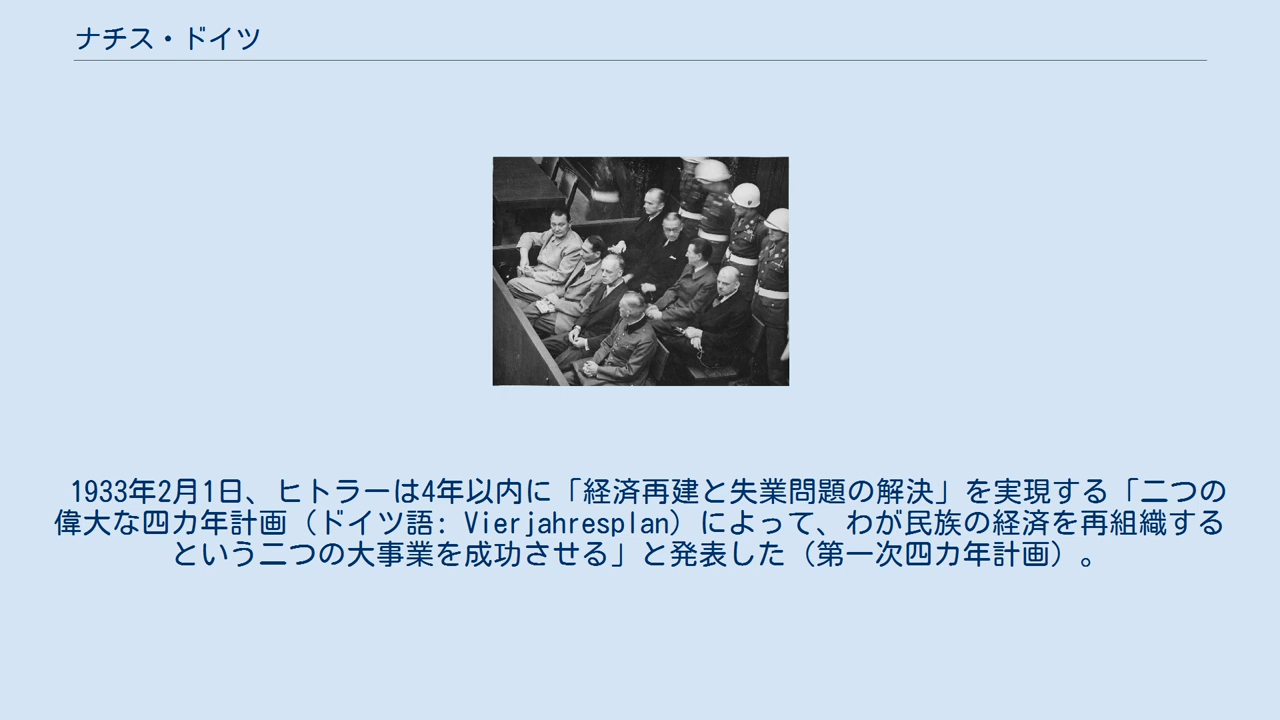 ナチス・ドイツ
1933年2月1日、ヒトラーは4年以内に「経済再建と失業問題の解決」を実現する「二つの
偉大な四カ年計画（ドイツ語: Vierjahresplan）によって、わが民族の経済を再組織する
という二つの大事業を成功させる」と発表した（第一次四カ年計画）。